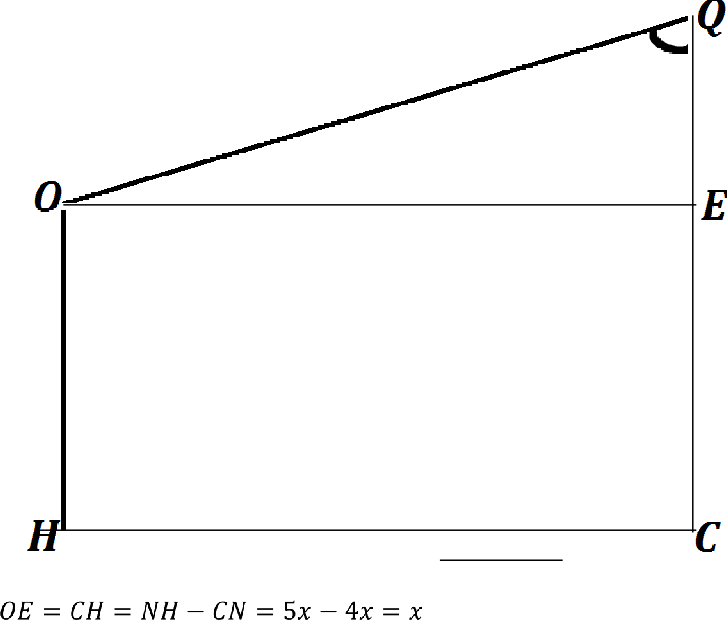 Q
O
E
H
C
OE = CH = NH − CN = 5x − 4x = x